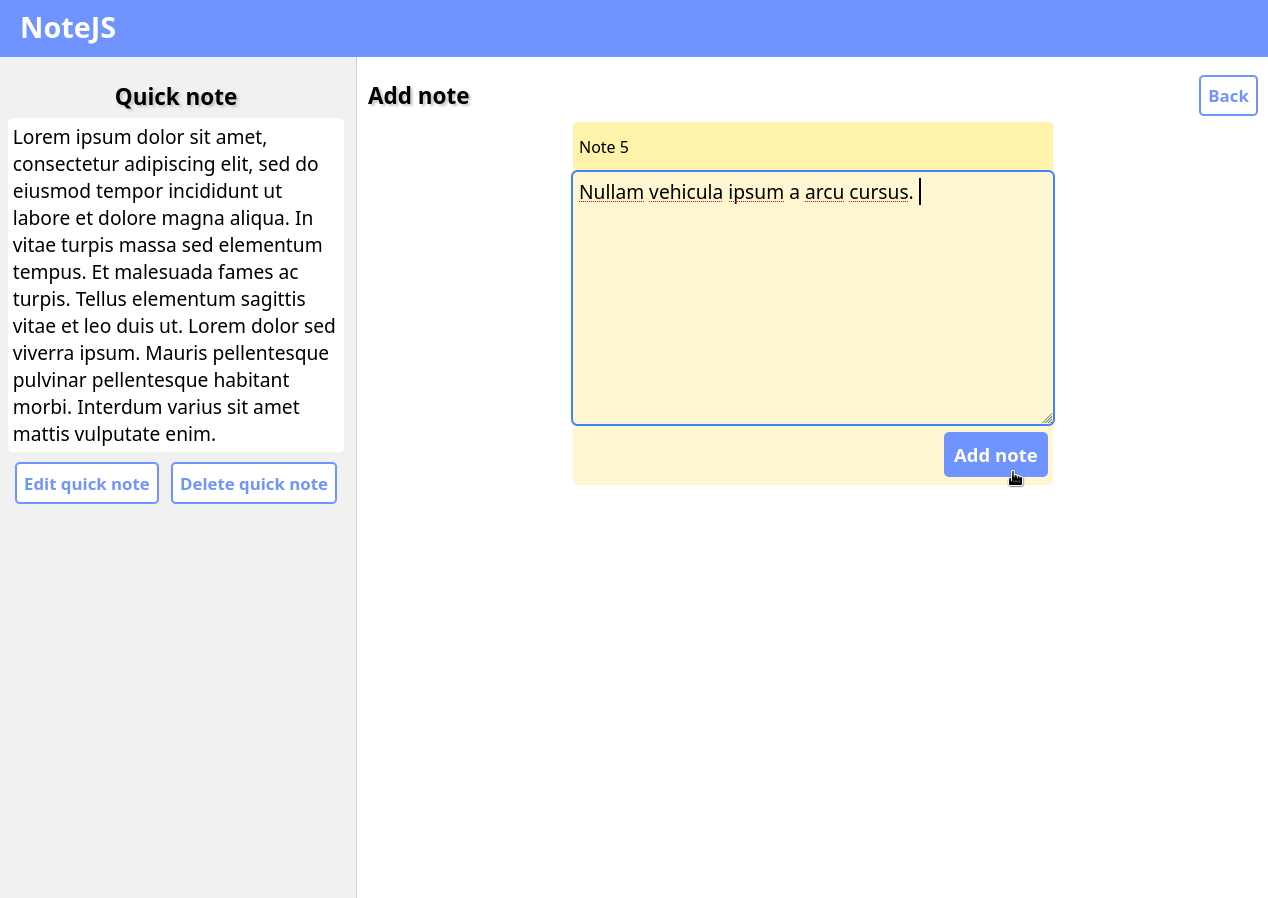 NoteJS
Quick note
Lorem ipsum dolor sit amet,
consectetur adipiscing elit, sed do
eiusmod tempor incididunt ut
labore et dolore magna aliqua. In
vitae turpis massa sed elementum
tempus. Et malesuada fames ac
turpis. Tellus elementum sagittis
vitae et leo duis ut. Lorem dolor sed
viverra ipsum. Mauris pellentesque
pulvinar pellentesque habitant
morbi. Interdum varius sit amet
mattis vulputate enim.
Edit quick note
Delete quick note
Add note
Back
Note 5
Nullam vehicula ipsum a arcu cursus.
Add note